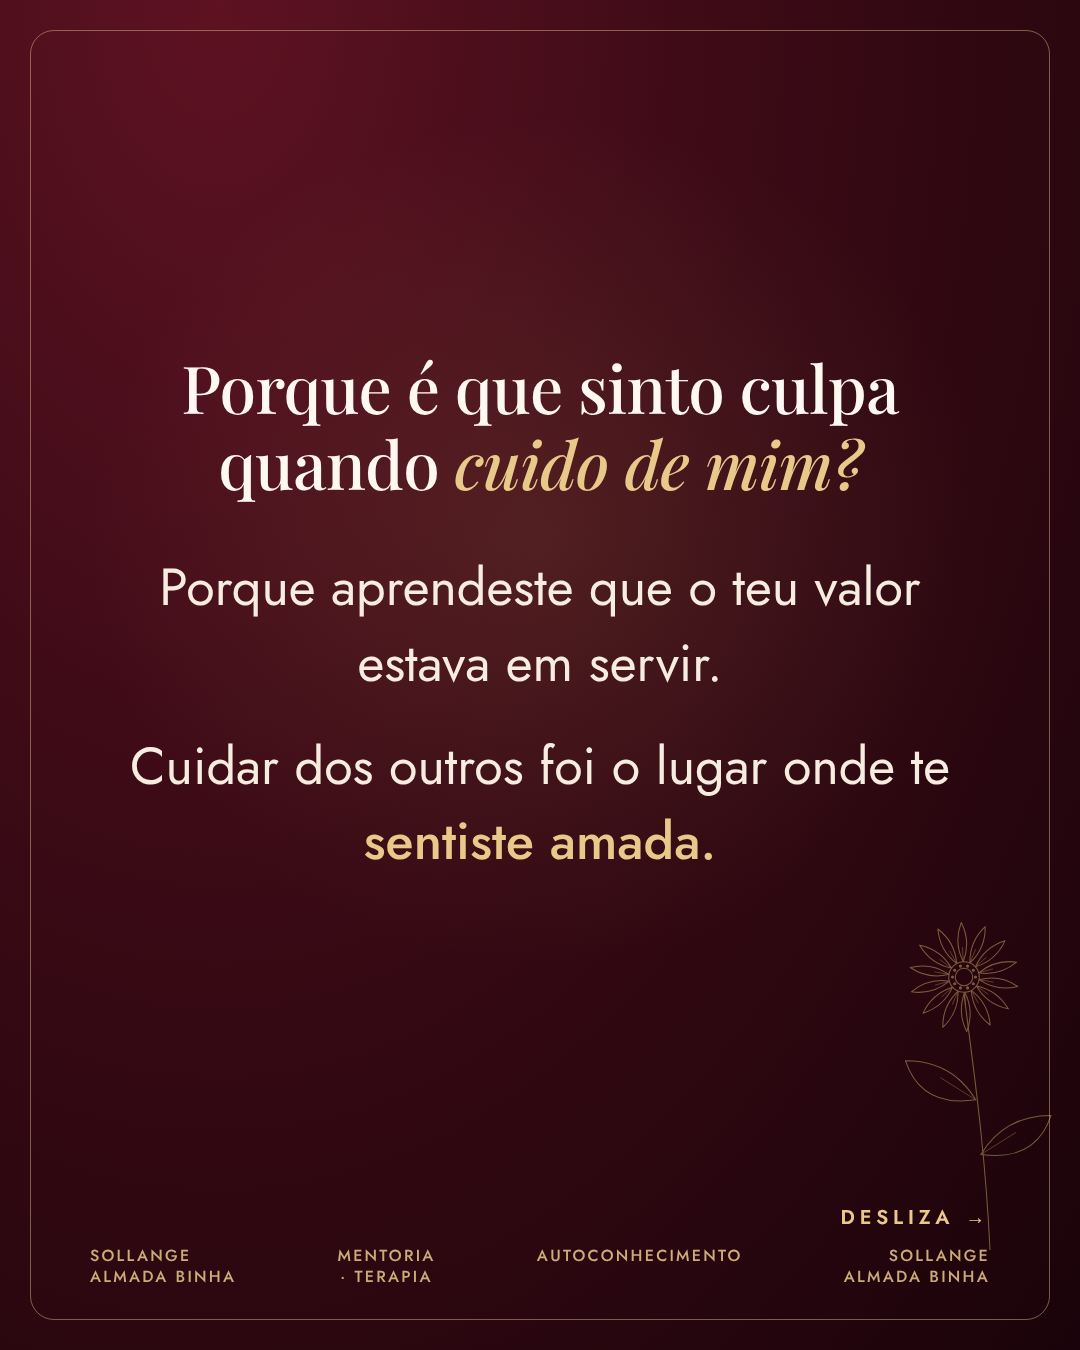 Porque é que sinto culpa
quando cuido de mim?
Porque aprendeste que o teu valor
estava em servir.
Cuidar dos outros foi o lugar onde te
sentiste amada.
DESLIZA →
SOLLANGE
ALMADA BINHA
MENTORIA
· TERAPIA
AUTOCONHECIMENTO
SOLLANGE
ALMADA BINHA